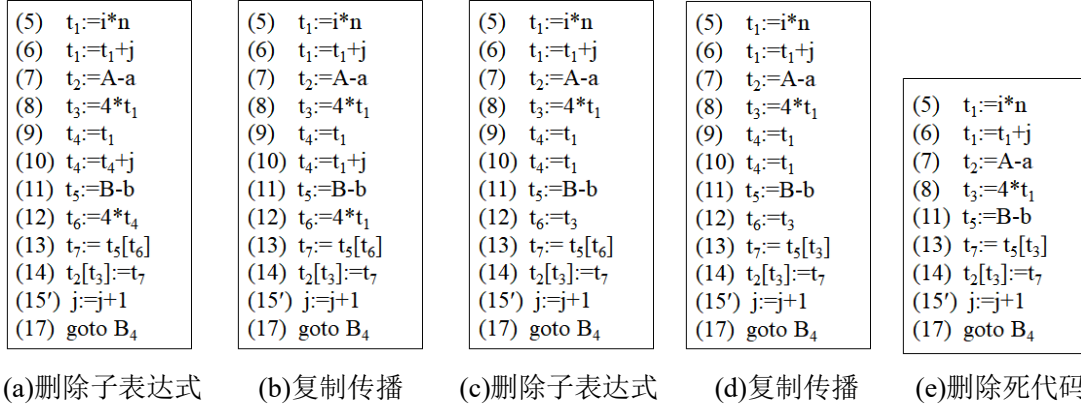 (5) t₁:=i*n
(6) t₁:=t₁+j
(7) t₂:=A-a
(8) t₃:=4*t₁
(9) t₄:=t₁
(10) t₄:=t₄+j
(11) t₅:=B-b
(12) t₆:=4*t₄
(13) t₇:= t₅[t₆]
(14) t₂[t₃]:=t₇
(15′) j:=j+1
(17) goto B₄
(a)删除子表达式
(5) t₁:=i*n
(6) t₁:=t₁+j
(7) t₂:=A-a
(8) t₃:=4*t₁
(9) t₄:=t₁
(10) t₄:=t₁+j
(11) t₅:=B-b
(12) t₆:=4*t₁
(13) t₇:= t₅[t₆]
(14) t₂[t₃]:=t₇
(15′) j:=j+1
(17) goto B₄
(b)复制传播
(5) t₁:=i*n
(6) t₁:=t₁+j
(7) t₂:=A-a
(8) t₃:=4*t₁
(9) t₄:=t₁
(10) t₄:=t₁
(11) t₅:=B-b
(12) t₆:=t₃
(13) t₇:= t₅[t₆]
(14) t₂[t₃]:=t₇
(15′) j:=j+1
(17) goto B₄
(c)删除子表达式
(5) t₁:=i*n
(6) t₁:=t₁+j
(7) t₂:=A-a
(8) t₃:=4*t₁
(9) t₄:=t₁
(10) t₄:=t₁
(11) t₅:=B-b
(12) t₆:=t₃
(13) t₇:= t₅[t₃]
(14) t₂[t₃]:=t₇
(15′) j:=j+1
(17) goto B₄
(d)复制传播
(5) t₁:=i*n
(6) t₁:=t₁+j
(7) t₂:=A-a
(8) t₃:=4*t₁
(11) t₅:=B-b
(13) t₇:= t₅[t₃]
(14) t₂[t₃]:=t₇
(15′) j:=j+1
(17) goto B₄
(e)删除死代码